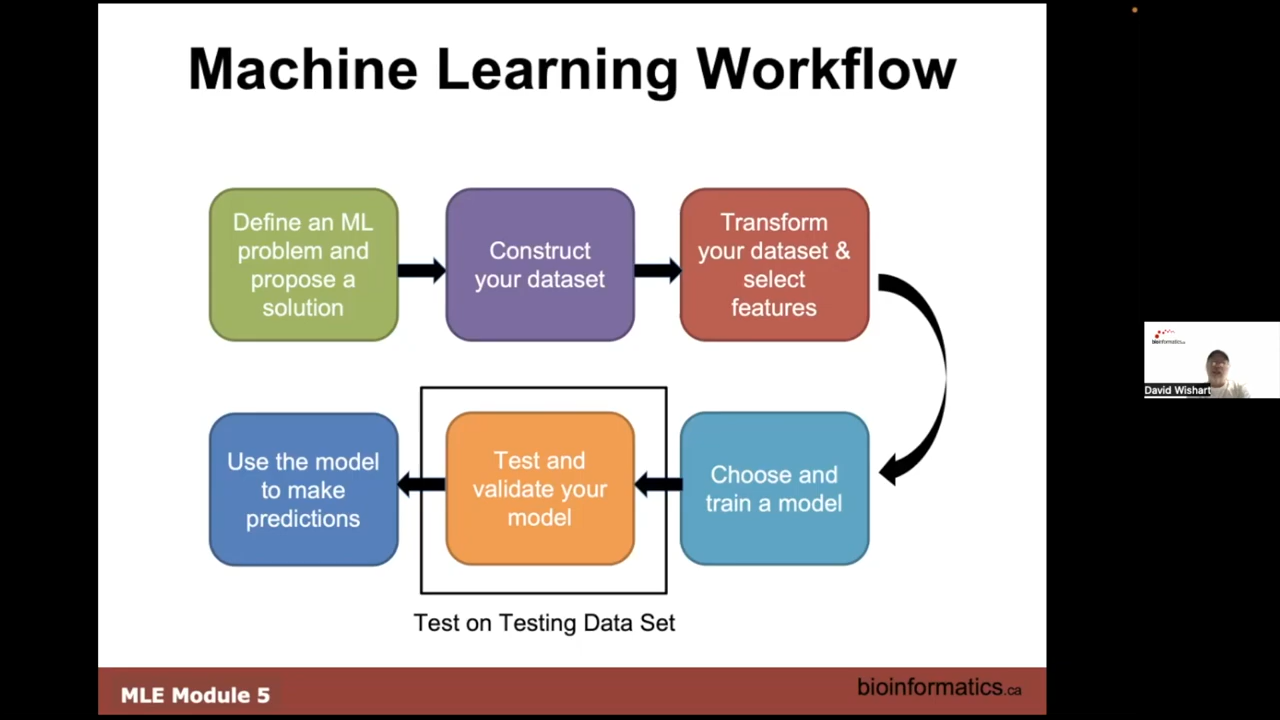 Machine Learning Workflow
Define an ML
problem and
propose a
solution
Construct
your dataset
Transform
your dataset &
select
features
Use the model
to make
predictions
Test and
validate your
model
Choose and
train a model
Test on Testing Data Set
MLE Module 5
bioinformatics.ca
bioinformatics.ca
David Wishart